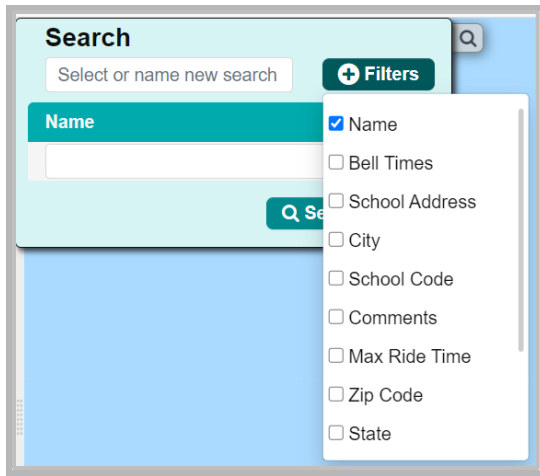 Search
Select or name new search
Filters
Name
Se
Name
Bell Times
School Address
City
School Code
Comments
Max Ride Time
Zip Code
State